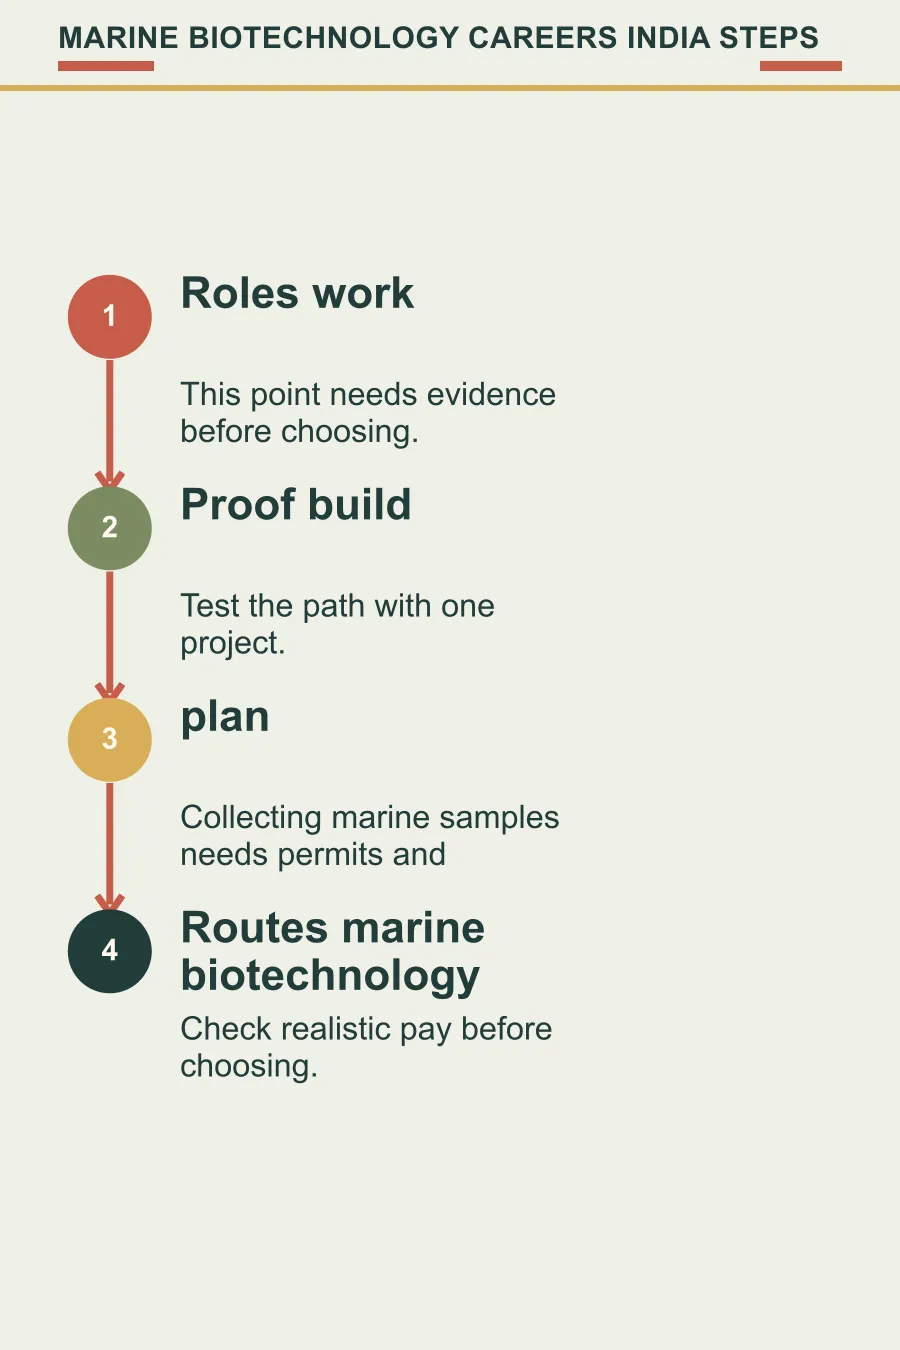 MARINE BIOTECHNOLOGY CAREERS INDIA STEPS
1
Roles work
This point needs evidence
before choosing.
2
Proof build
Test the path with one
project.
3
plan
Collecting marine samples
needs permits and
4
Routes marine
biotechnology
Check realistic pay before
choosing.